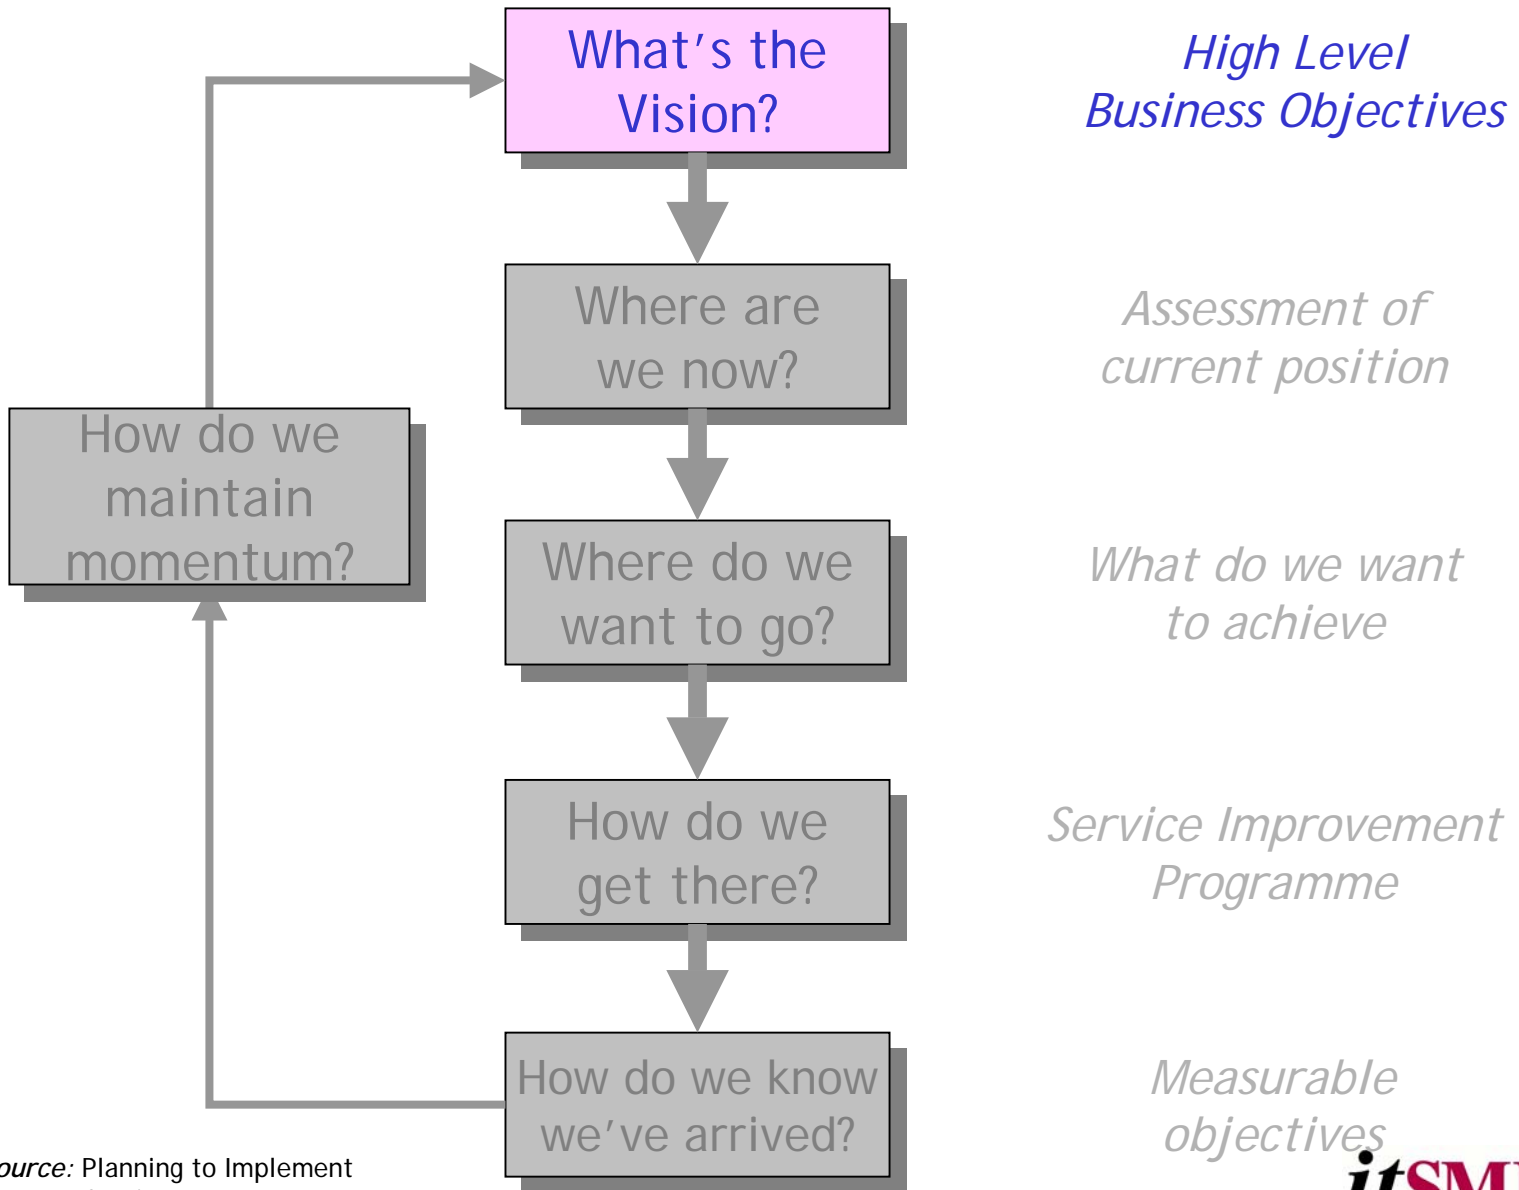 What's the
Vision?
High Level
Business Objectives
Where are
we now?
Assessment of
current position
How do we
maintain
momentum?
Where do we
want to go?
What do we want
to achieve
How do we
get there?
Service Improvement
Programme
How do we know
we've arrived?
Measurable
objectives
ource: Planning to Implement
itSM